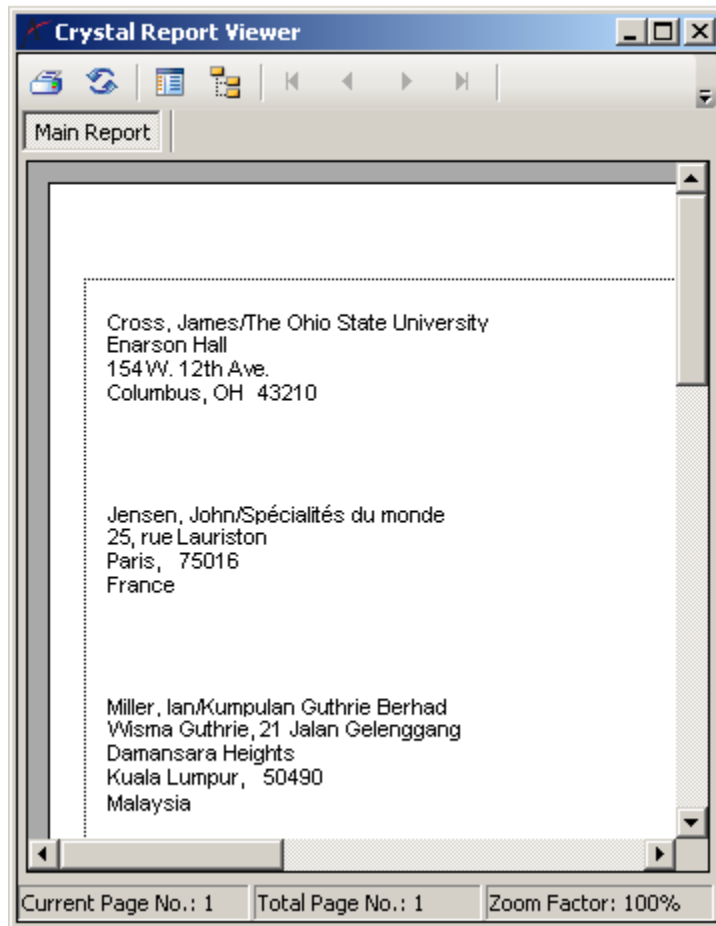 Crystal Report Viewer
Main Report
Cross, James/The Ohio State University
Enarson Hall
154 W. 12th Ave.
Columbus, OH  43210
Jensen, John/Spécialités du monde
25, rue Lauriston
Paris,  75016
France
Miller, Ian/Kumpulan Guthrie Berhad
Wisma Guthrie, 21 Jalan Gelenggang
Damansara Heights
Kuala Lumpur,  50490
Malaysia
Current Page No.: 1 Total Page No.: 1 Zoom Factor: 100%